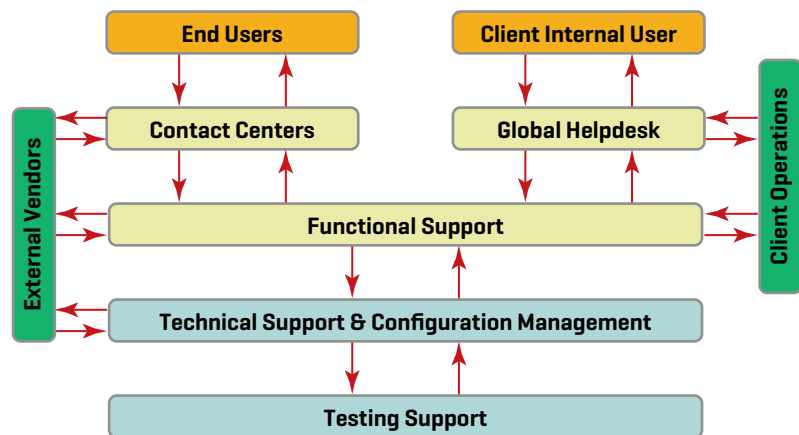 End Users
Client Internal User
Contact Centers
Global Helpdesk
External Vendors
Client Operations
Functional Support
Technical Support & Configuration Management
Testing Support